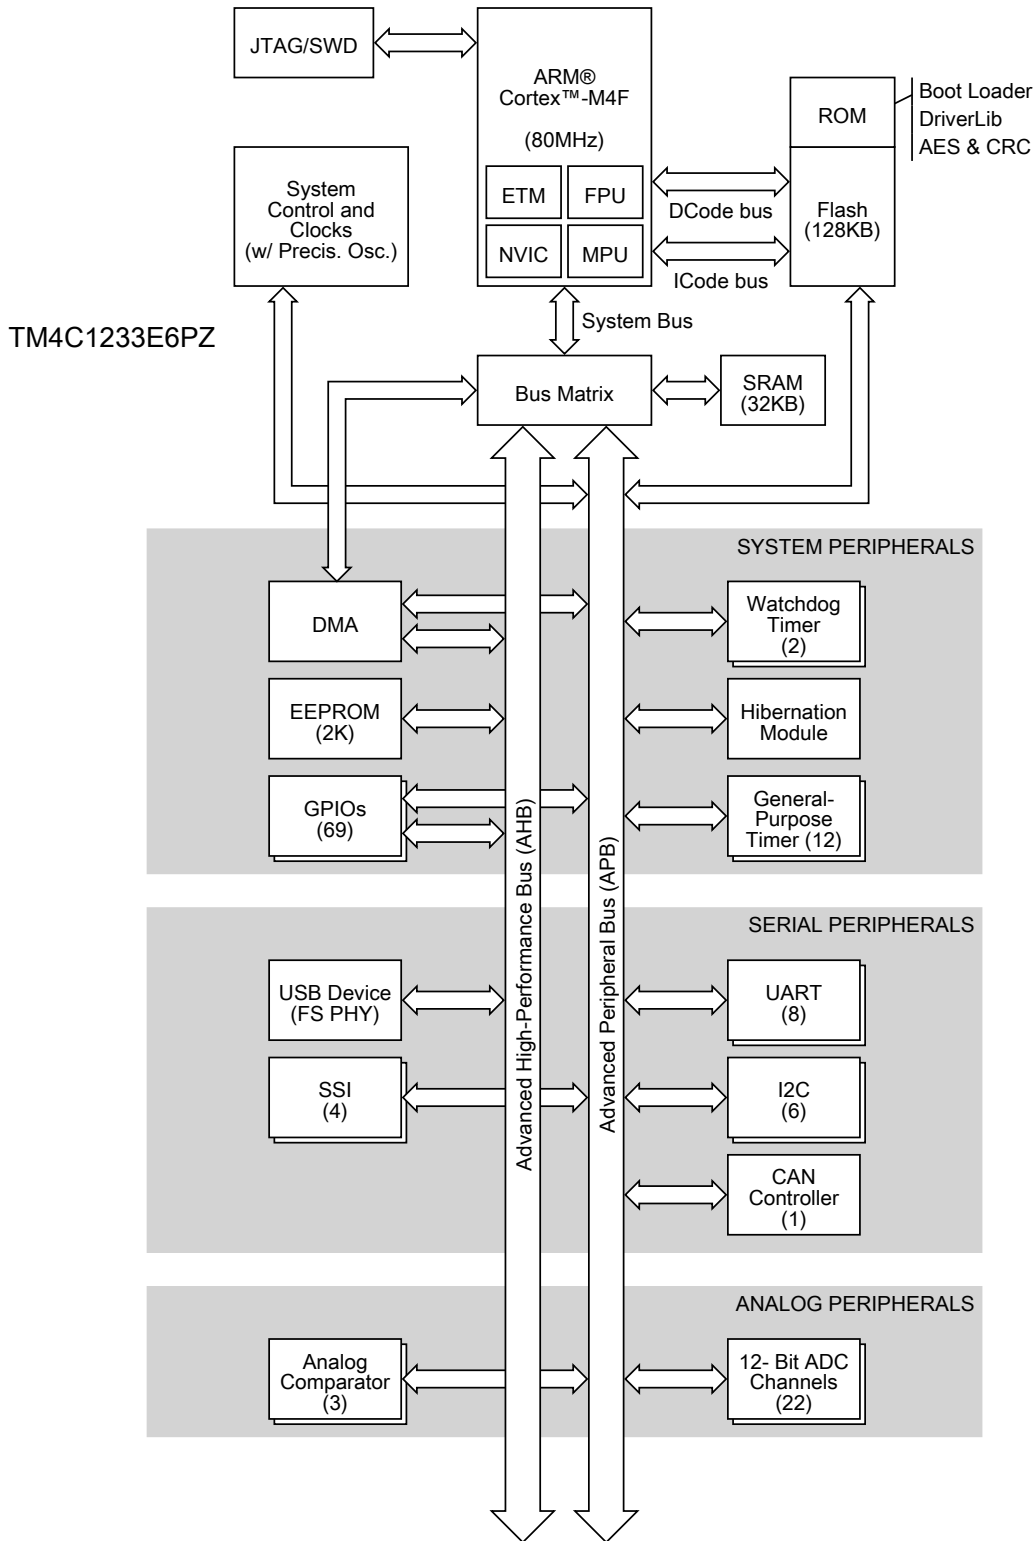 JTAG/SWD
ARM®
Cortex™-M4F
(80MHz)
ETM
FPU
NVIC
MPU
ROM
Boot Loader
DriverLib
AES & CRC
Flash
(128KB)
DCode bus
ICode bus
System
Control and
Clocks
(w/ Precis. Osc.)
TM4C1233E6PZ
System Bus
Bus Matrix
SRAM
(32KB)
SYSTEM PERIPHERALS
DMA
Watchdog
Timer
(2)
EEPROM
(2K)
Hibernation
Module
GPIOs
(69)
General-
Purpose
Timer (12)
Advanced High-Performance Bus (AHB)
Advanced Peripheral Bus (APB)
SERIAL PERIPHERALS
USB Device
(FS PHY)
UART
(8)
SSI
(4)
I2C
(6)
CAN
Controller
(1)
ANALOG PERIPHERALS
Analog
Comparator
(3)
12- Bit ADC
Channels
(22)